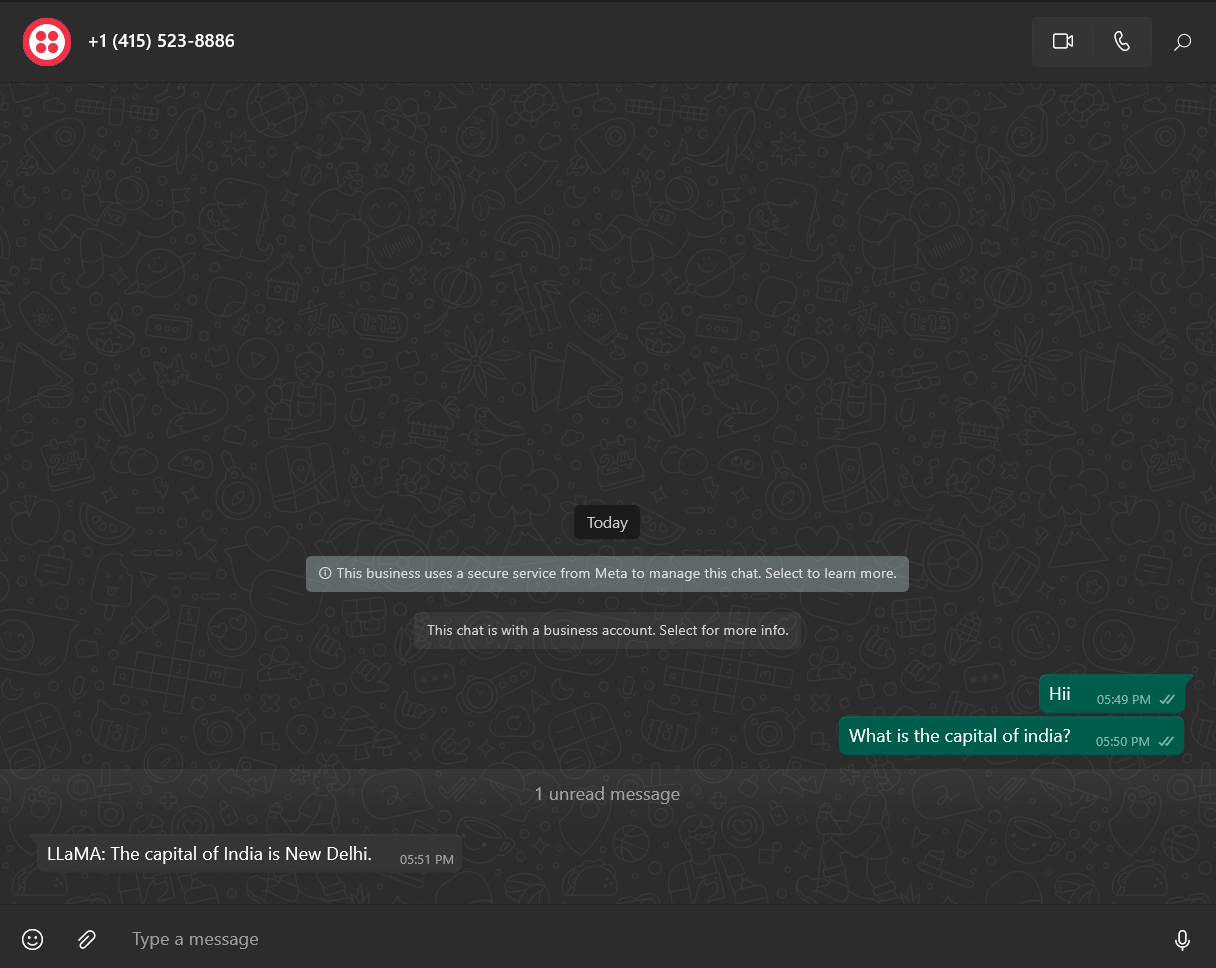 +1 (415) 523-8886
Today
This business uses a secure service from Meta to manage this chat. Select to learn more.
This chat is with a business account. Select for more info.
Hii 05:49 PM
What is the capital of india? 05:50 PM
1 unread message
LLaMA: The capital of India is New Delhi. 05:51 PM
Type a message